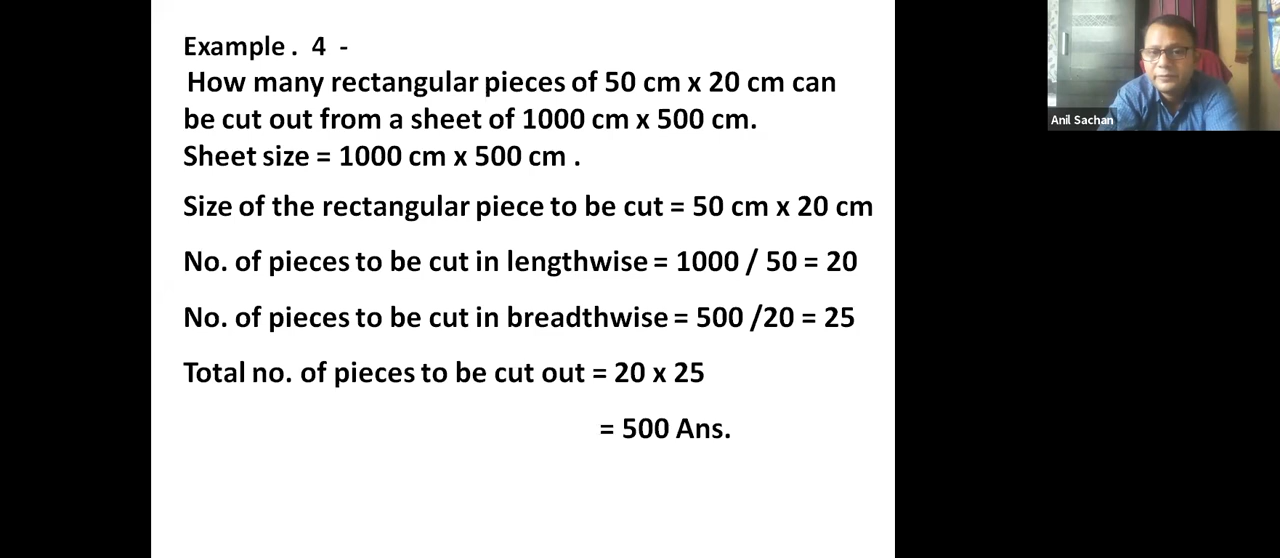 Example . 4 -
How many rectangular pieces of 50 cm x 20 cm can
be cut out from a sheet of 1000 cm x 500 cm.
Sheet size = 1000 cm x 500 cm .
Size of the rectangular piece to be cut = 50 cm x 20 cm
No. of pieces to be cut in lengthwise = 1000 / 50 = 20
No. of pieces to be cut in breadthwise = 500 /20 = 25
Total no. of pieces to be cut out = 20 x 25
= 500 Ans.
Anil Sachan